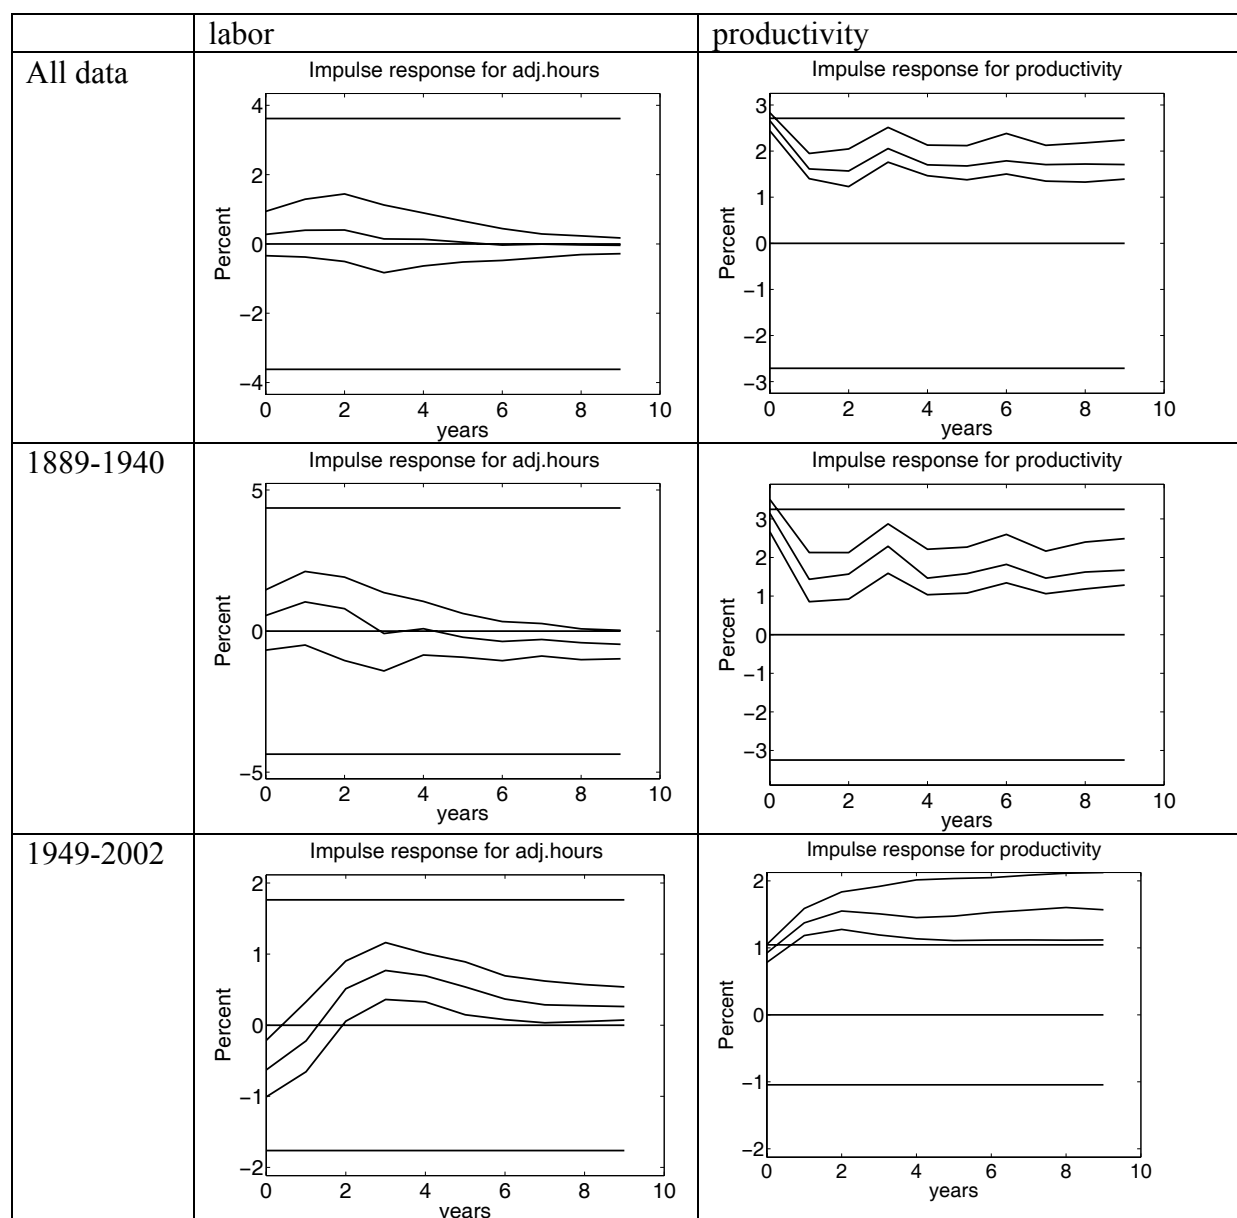 labor productivity
All data
Impulse response for adj.hours
4
2
0
−2
−4
Percent
0 2 4 6 8 10
years
Impulse response for productivity
3
2
1
0
−1
−2
−3
Percent
0 2 4 6 8 10
years
1889-1940
Impulse response for adj.hours
5
0
−5
Percent
0 2 4 6 8 10
years
Impulse response for productivity
3
2
1
0
−1
−2
−3
Percent
0 2 4 6 8 10
years
1949-2002
Impulse response for adj.hours
2
1
0
−1
−2
Percent
0 2 4 6 8 10
years
Impulse response for productivity
2
1
0
−1
−2
Percent
0 2 4 6 8 10
years